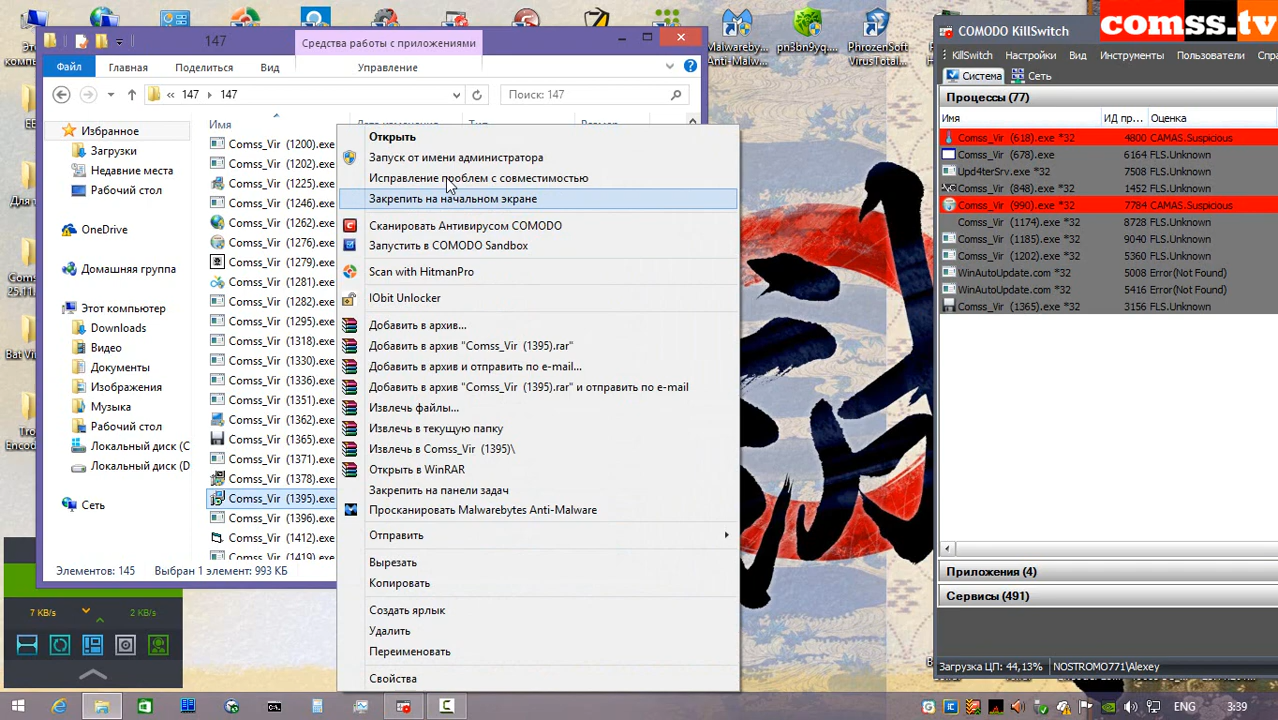 comss.tv
147
Средства работы с приложениями
Файл
Главная
Поделиться
Вид
Управление
« 147 ▸ 147
Поиск: 147
Избранное
Загрузки
Недавние места
Рабочий стол
OneDrive
Домашняя группа
Этот компьютер
Downloads
Видео
Документы
Изображения
Музыка
Рабочий стол
Локальный диск (C
Локальный диск (D
Сеть
Имя
Comss_Vir (1200).exe
Comss_Vir (1202).exe
Comss_Vir (1225).exe
Comss_Vir (1246).exe
Comss_Vir (1262).exe
Comss_Vir (1276).exe
Comss_Vir (1279).exe
Comss_Vir (1281).exe
Comss_Vir (1282).exe
Comss_Vir (1295).exe
Comss_Vir (1318).exe
Comss_Vir (1330).exe
Comss_Vir (1336).exe
Comss_Vir (1351).exe
Comss_Vir (1362).exe
Comss_Vir (1365).exe
Comss_Vir (1371).exe
Comss_Vir (1378).exe
Comss_Vir (1395).exe
Comss_Vir (1396).exe
Comss_Vir (1412).exe
Comss_Vir (1419).exe
Элементов: 145
Выбран 1 элемент: 993 КБ
Открыть
Запуск от имени администратора
Исправление проблем с совместимостью
Закрепить на начальном экране
Сканировать Антивирусом COMODO
Запустить в COMODO Sandbox
Scan with HitmanPro
IObit Unlocker
Добавить в архив...
Добавить в архив "Comss_Vir (1395).rar"
Добавить в архив и отправить по e-mail...
Добавить в архив "Comss_Vir (1395).rar" и отправить по e-mail
Извлечь файлы...
Извлечь в текущую папку
Извлечь в Comss_Vir (1395)\
Открыть в WinRAR
Закрепить на панели задач
Просканировать Malwarebytes Anti-Malware
Отправить
Вырезать
Копировать
Создать ярлык
Удалить
Переименовать
Свойства
Malwarebytes
Anti-Malw
pn3bn9yq....
PhrozenSoft
VirusTotal
COMODO KillSwitch
KillSwitch
Настройки
Вид
Инструменты
Пользователи
Спра
Система
Сеть
Процессы (77)
Имя
ИД пр...
Оценка
Comss_Vir (618).exe *32 4800 CAMAS.Suspicious
Comss_Vir (678).exe 6164 FLS.Unknown
Upd4terSrv.exe *32 7508 FLS.Unknown
Comss_Vir (848).exe *32 1452 FLS.Unknown
Comss_Vir (990).exe *32 7784 CAMAS.Suspicious
Comss_Vir (1174).exe *32 8728 FLS.Unknown
Comss_Vir (1185).exe *32 9040 FLS.Unknown
Comss_Vir (1202).exe *32 5360 FLS.Unknown
WinAutoUpdate.com *32 5008 Error(Not Found)
WinAutoUpdate.com *32 5416 Error(Not Found)
Comss_Vir (1365).exe *32 3156 FLS.Unknown
Приложения (4)
Сервисы (491)
Загрузка ЦП: 44,13%
NOSTROMO771\Alexey
7 KB/s
2 KB/s
ENG
3:39